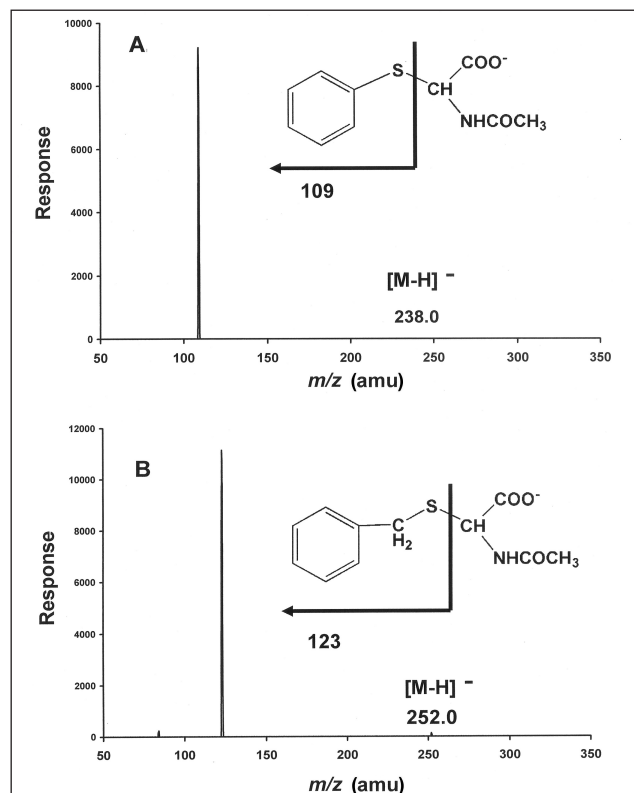 A
10000
8000
6000
4000
2000
0
Response
S
COO⁻
CH
NHCOCH₃
109
[M-H] ⁻
238.0
50 100 150 200 250 300 350
m/z (amu)
B
12000
10000
8000
6000
4000
2000
0
Response
S
COO⁻
C
H₂
CH
NHCOCH₃
123
[M-H] ⁻
252.0
50 100 150 200 250 300 350
m/z (amu)